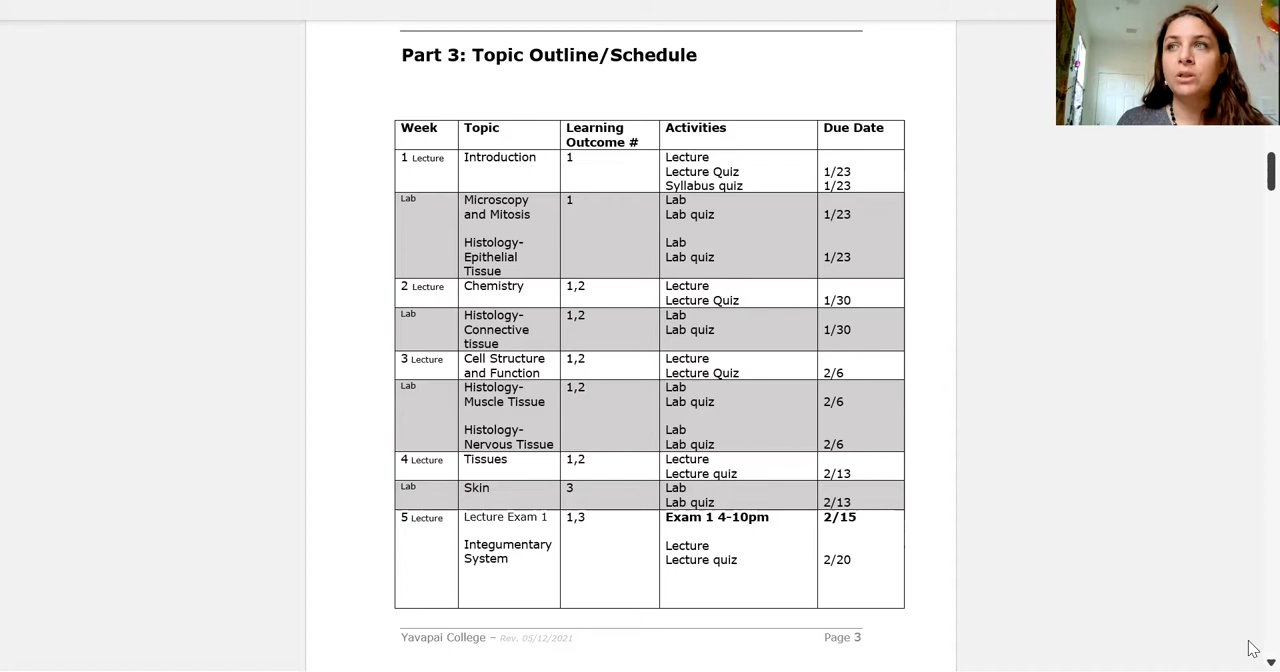 Part 3: Topic Outline/Schedule
Week Topic Learning Outcome # Activities Due Date
1 Lecture Introduction 1 Lecture
Lecture Quiz 1/23
Syllabus quiz 1/23
Lab Microscopy and Mitosis 1 Lab
Lab quiz 1/23
Histology- Epithelial Tissue Lab
Lab quiz 1/23
2 Lecture Chemistry 1,2 Lecture
Lecture Quiz 1/30
Lab Histology- Connective tissue 1,2 Lab
Lab quiz 1/30
3 Lecture Cell Structure and Function 1,2 Lecture
Lecture Quiz 2/6
Lab Histology- Muscle Tissue 1,2 Lab
Lab quiz 2/6
Histology- Nervous Tissue Lab
Lab quiz 2/6
4 Lecture Tissues 1,2 Lecture
Lecture quiz 2/13
Lab Skin 3 Lab
Lab quiz 2/13
5 Lecture Lecture Exam 1 1,3 Exam 1 4-10pm 2/15
Integumentary System Lecture
Lecture quiz 2/20
Yavapai College – Rev. 05/12/2021 Page 3